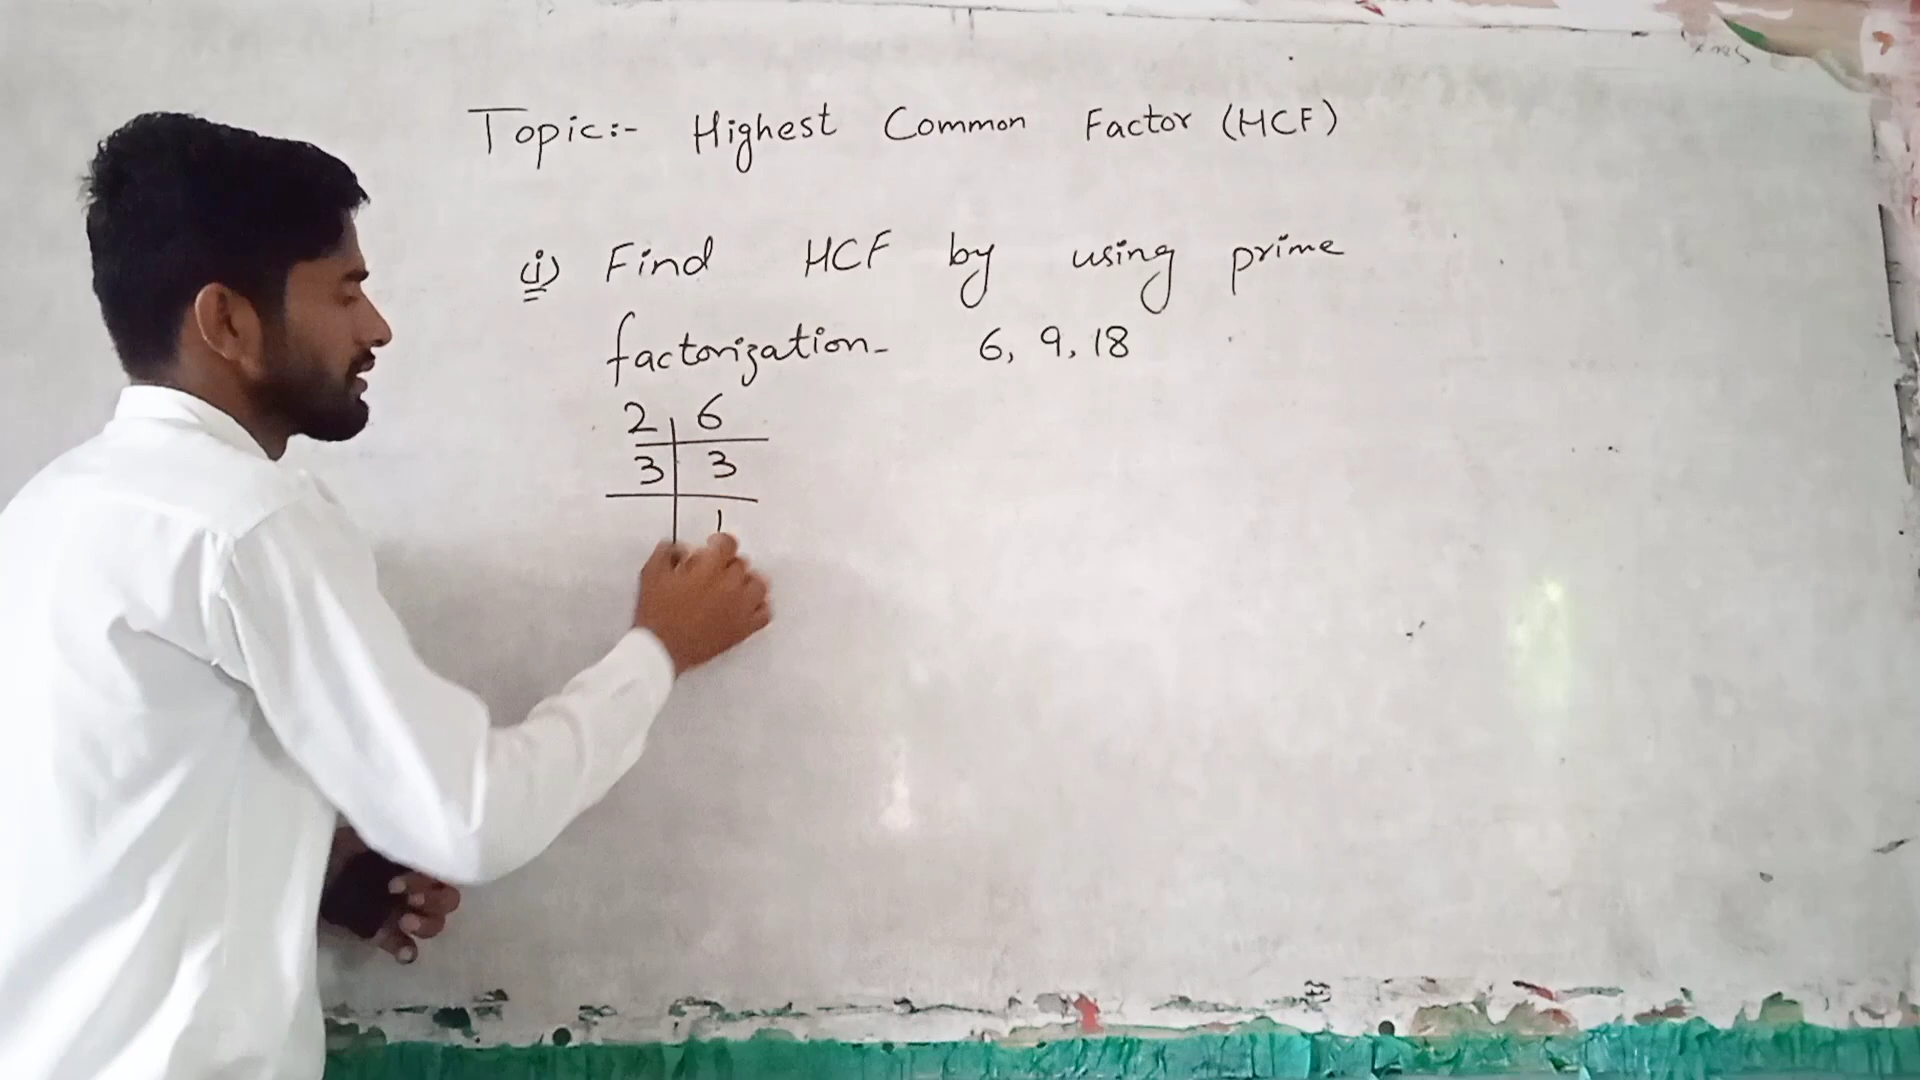 Topic:- Highest Common Factor (HCF)
(i) Find HCF by using prime
factorization- 6, 9, 18
2 6
3 3
1